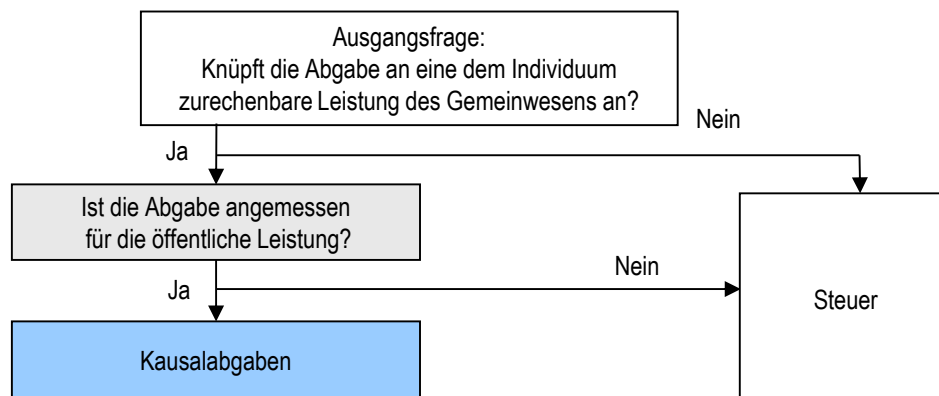 Ausgangsfrage:
Knüpft die Abgabe an eine dem Individuum
zurechenbare Leistung des Gemeinwesens an?
Nein
Ja
Ist die Abgabe angemessen
für die öffentliche Leistung?
Nein
Ja
Steuer
Kausalabgaben